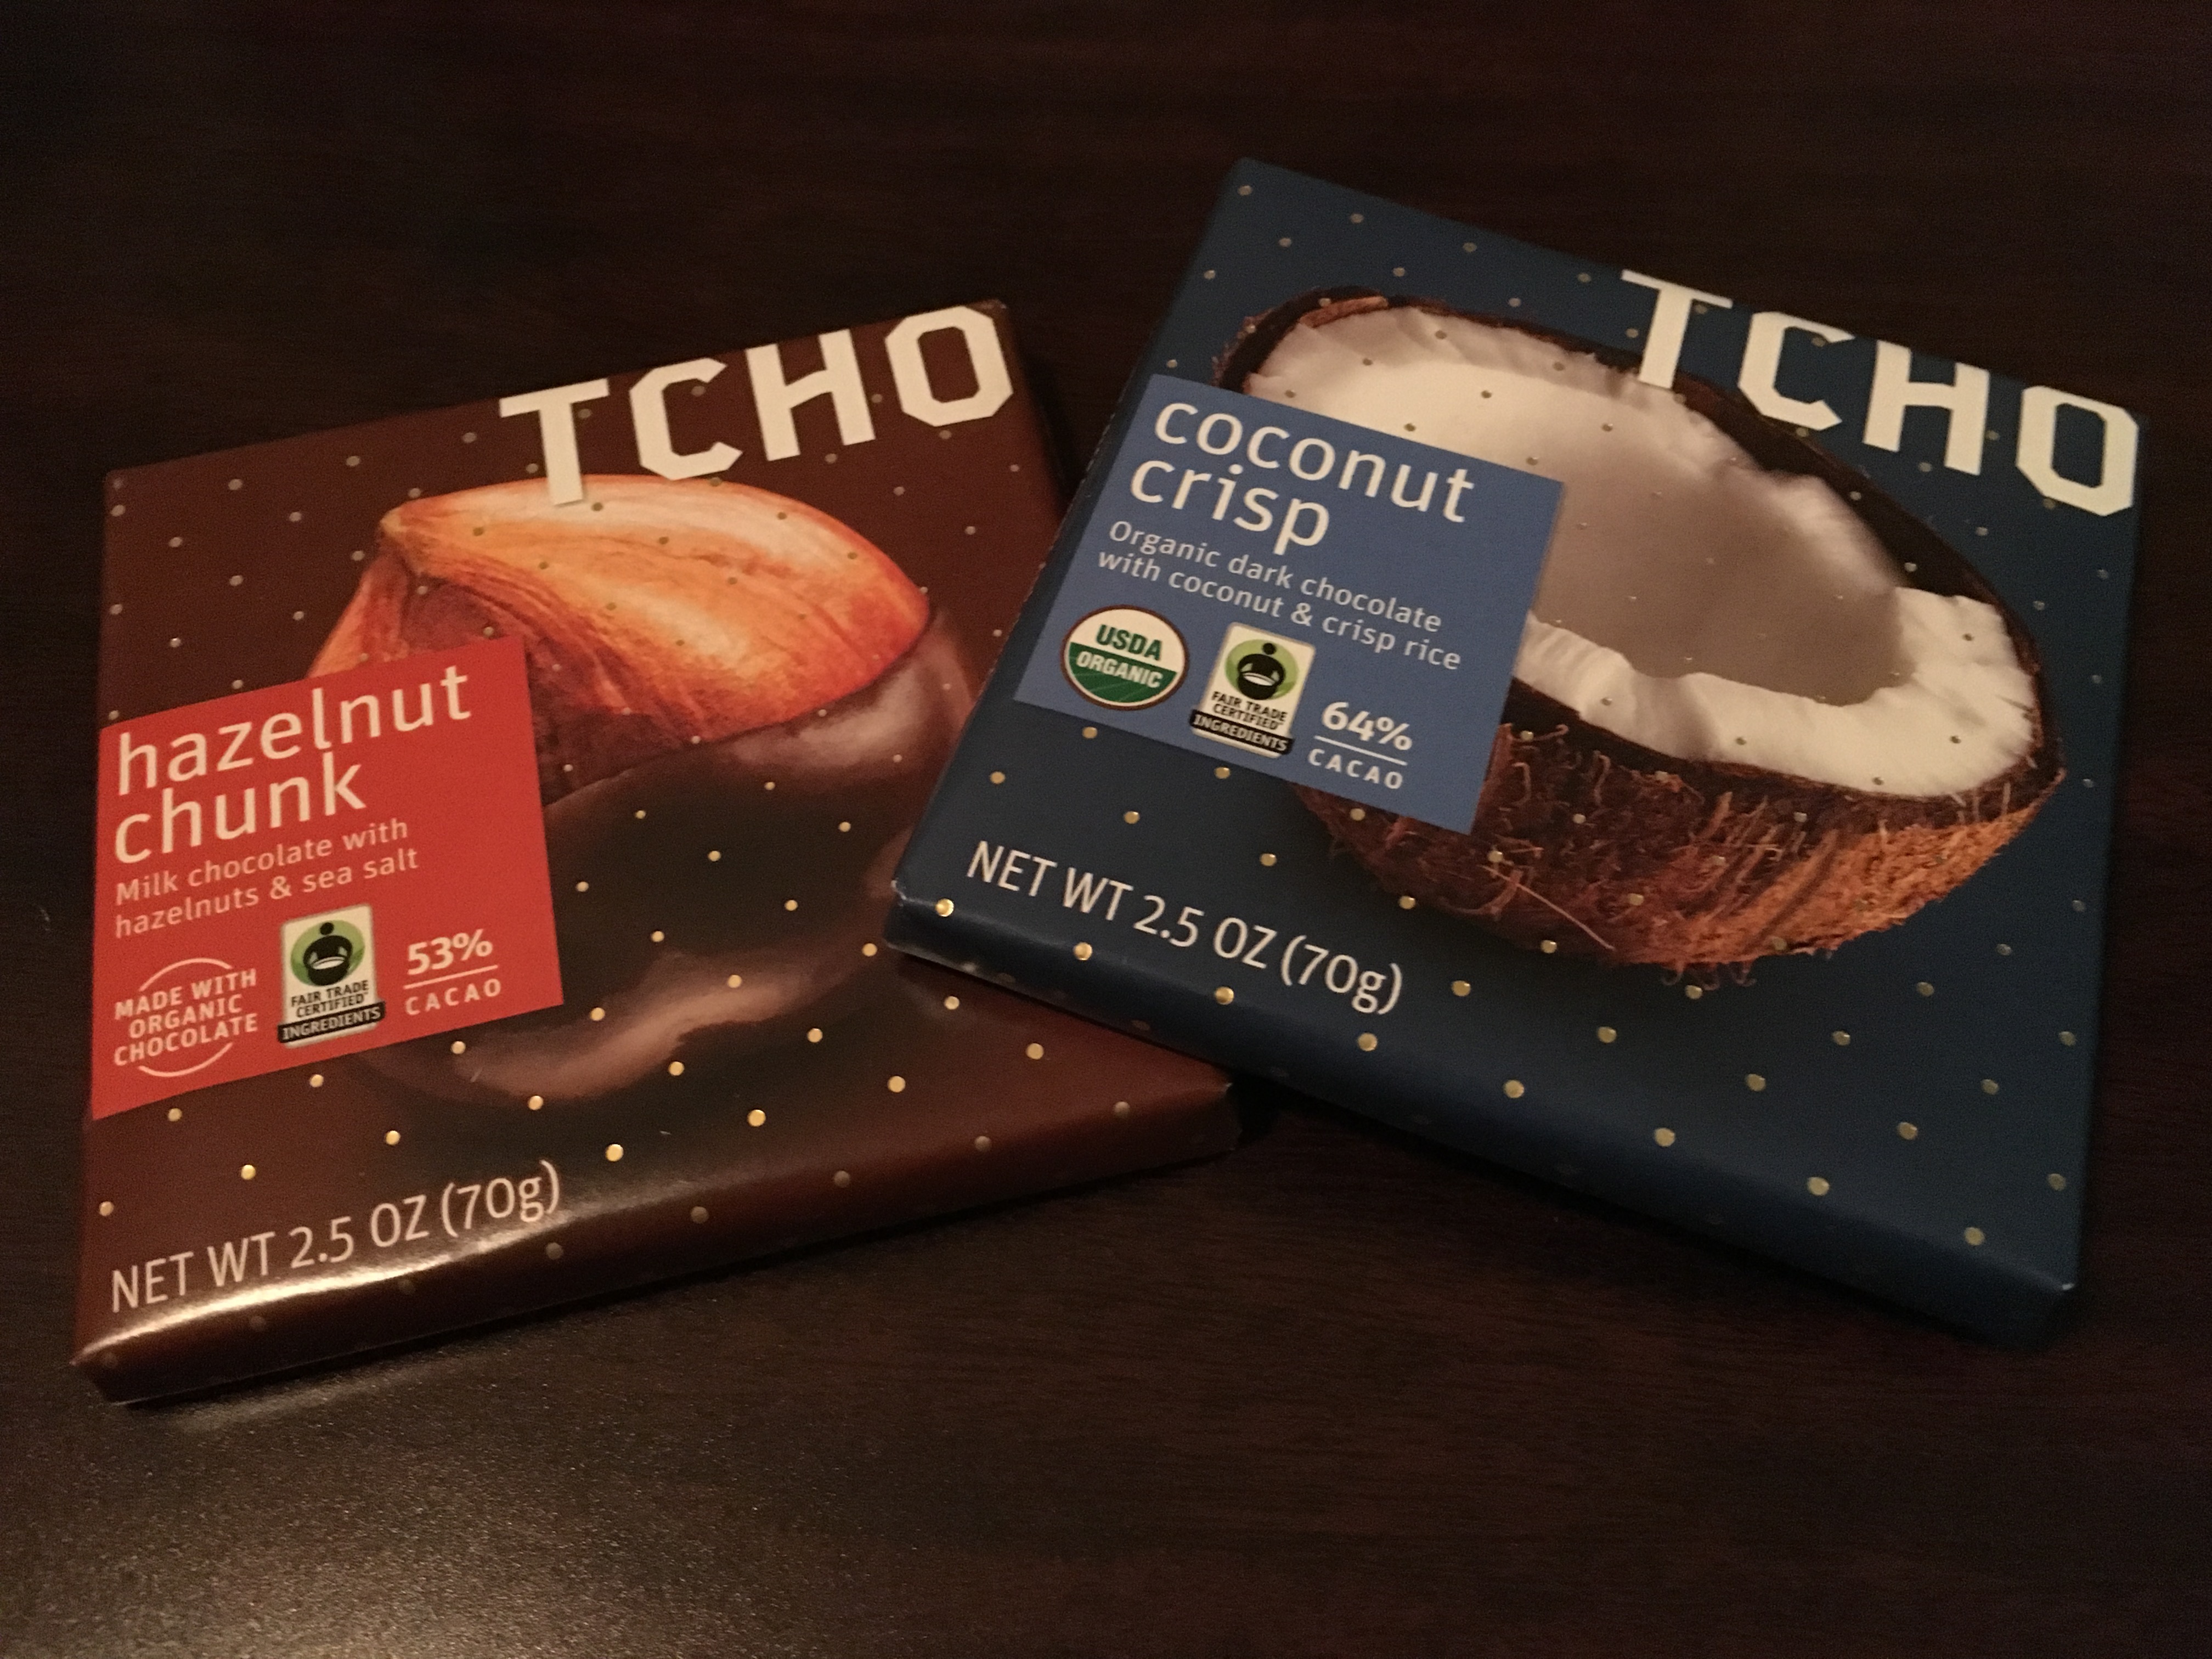 TCHO
hazelnut
chunk
Milk chocolate with
hazelnuts & sea salt
MADE WITH
ORGANIC
CHOCOLATE
FAIR TRADE
CERTIFIED
INGREDIENTS
53%
CACAO
NET WT 2.5 OZ (70g)
TCHO
coconut
crisp
Organic dark chocolate
with coconut & crisp rice
USDA
ORGANIC
FAIR TRADE
CERTIFIED
INGREDIENTS
64%
CACAO
NET WT 2.5 OZ (70g)